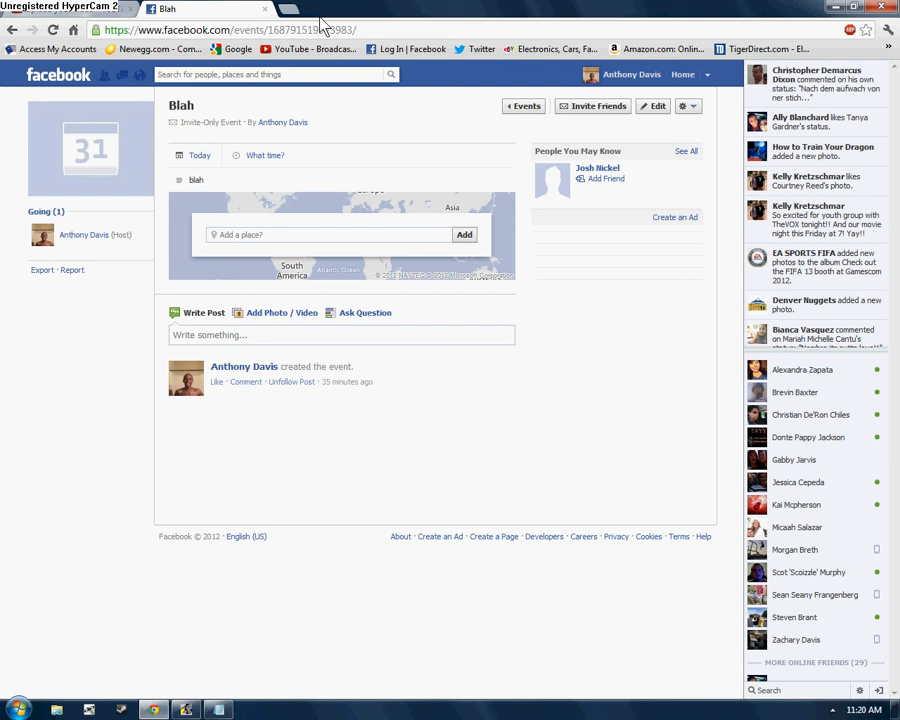 Unregistered HyperCam 2
Blah
https://www.facebook.com/events/
Access My Accounts
Newegg.com - Com...
Google
YouTube - Broadcas...
Log In | Facebook
Twitter
Electronics, Cars, Fa...
Amazon.com: Onlin...
TigerDirect.com - El...
facebook
Search for people, places and things
Anthony Davis
Home
Blah
Events
Invite Friends
Edit
Invite-Only Event · By Anthony Davis
31
Today
What time?
blah
Asia
Add a place?
Add
South
America
Atlantic Ocean
Going (1)
Anthony Davis (Host)
Export · Report
People You May Know
See All
Josh Nickel
Add Friend
Create an Ad
Write Post
Add Photo / Video
Ask Question
Write something...
Anthony Davis created the event.
Like · Comment · Unfollow Post · 35 minutes ago
Facebook © 2012 · English (US)
About · Create an Ad · Create a Page · Developers · Careers · Privacy · Cookies · Terms · Help
Christopher Demarcus
Dixon commented on his own
status: "Nach dem aufwach von
ner stich..."
Ally Blanchard likes Tanya
Gardner's status.
How to Train Your Dragon
added a new photo.
Kelly Kretzschmar likes
Courtney Reed's photo.
Kelly Kretzschmar
So excited for youth group with
TheVOX tonight!! And our movie
night this Friday at 7! Yay!!
EA SPORTS FIFA added new
photos to the album Check out
the FIFA 13 booth at Gamescom
2012.
Denver Nuggets added a new
photo.
Bianca Vasquez commented
on Mariah Michelle Cantu's
Alexandra Zapata
Brevin Baxter
Christian De'Ron Chiles
Donte Pappy Jackson
Gabby Jarvis
Jessica Cepeda
Kai Mcpherson
Micaah Salazar
Morgan Breth
Scot 'Scoizzle' Murphy
Sean Seany Frangenberg
Steven Brant
Zachary Davis
MORE ONLINE FRIENDS (29)
Search
11:20 AM